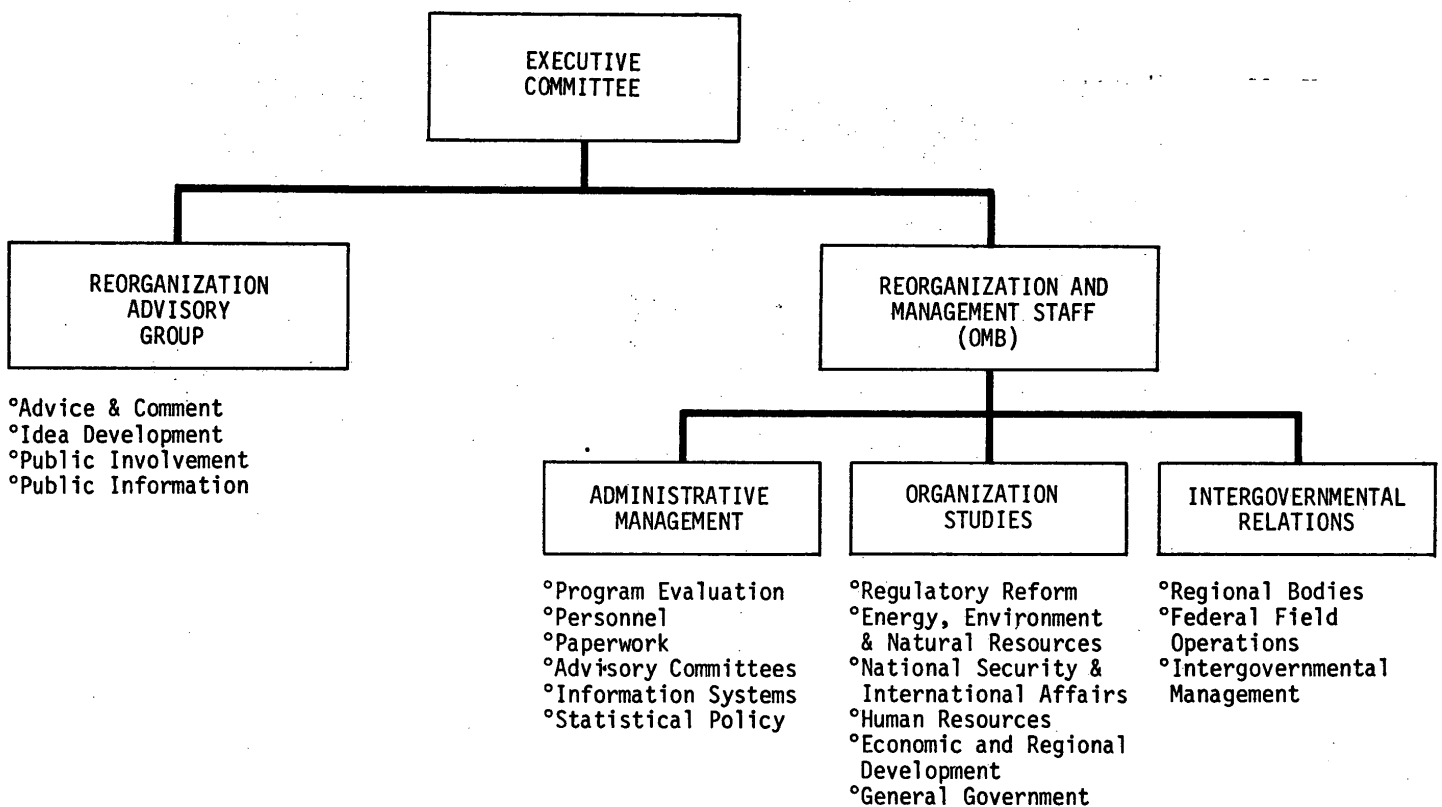 EXECUTIVE
COMMITTEE
REORGANIZATION
ADVISORY
GROUP
°Advice & Comment
°Idea Development
°Public Involvement
°Public Information
REORGANIZATION AND
MANAGEMENT STAFF
(OMB)
ADMINISTRATIVE
MANAGEMENT
°Program Evaluation
°Personnel
°Paperwork
°Advisory Committees
°Information Systems
°Statistical Policy
ORGANIZATION
STUDIES
°Regulatory Reform
°Energy, Environment
& Natural Resources
°National Security &
International Affairs
°Human Resources
°Economic and Regional
Development
°General Government
INTERGOVERNMENTAL
RELATIONS
°Regional Bodies
°Federal Field
Operations
°Intergovernmental
Management